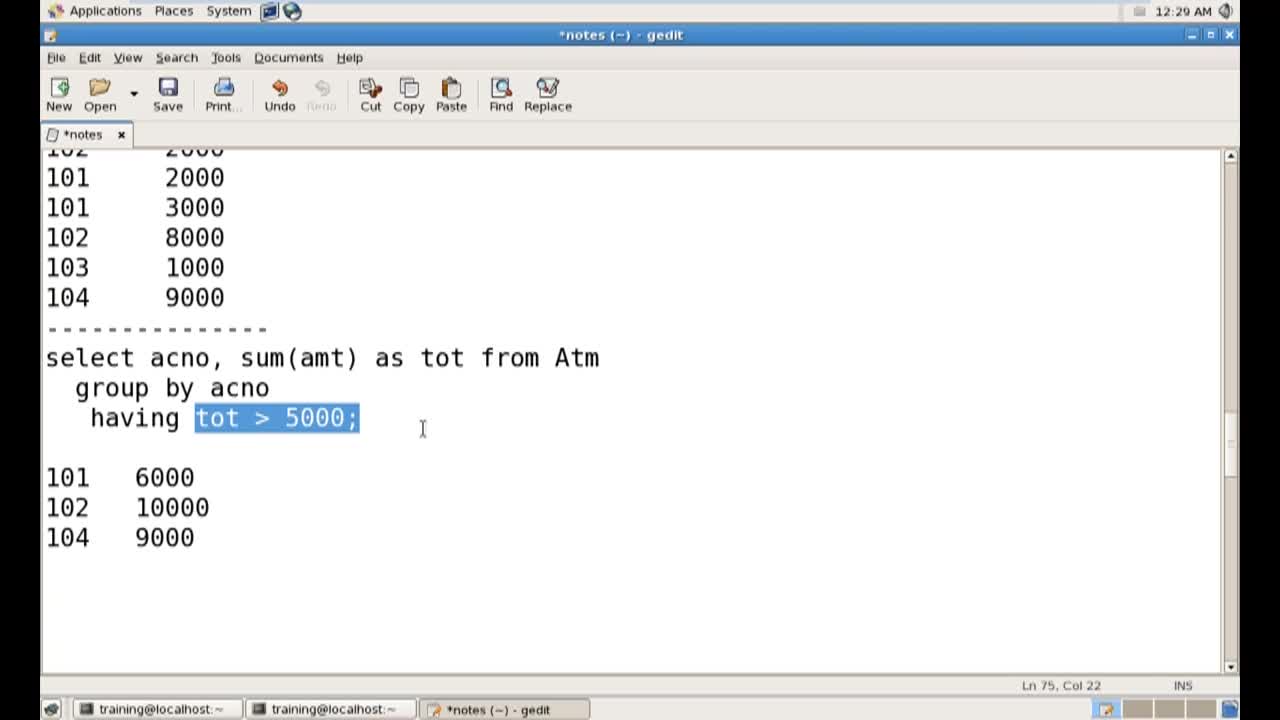 Applications Places System 12:29 AM
*notes (~) - gedit
File Edit View Search Tools Documents Help
New Open Save Print... Undo Redo Cut Copy Paste Find Replace
*notes
102 2000
101 2000
101 3000
102 8000
103 1000
104 9000
---------------
select acno, sum(amt) as tot from Atm
group by acno
having tot > 5000;
101 6000
102 10000
104 9000
Ln 75, Col 22 INS
training@localhost:~ training@localhost:~ *notes (~) - gedit